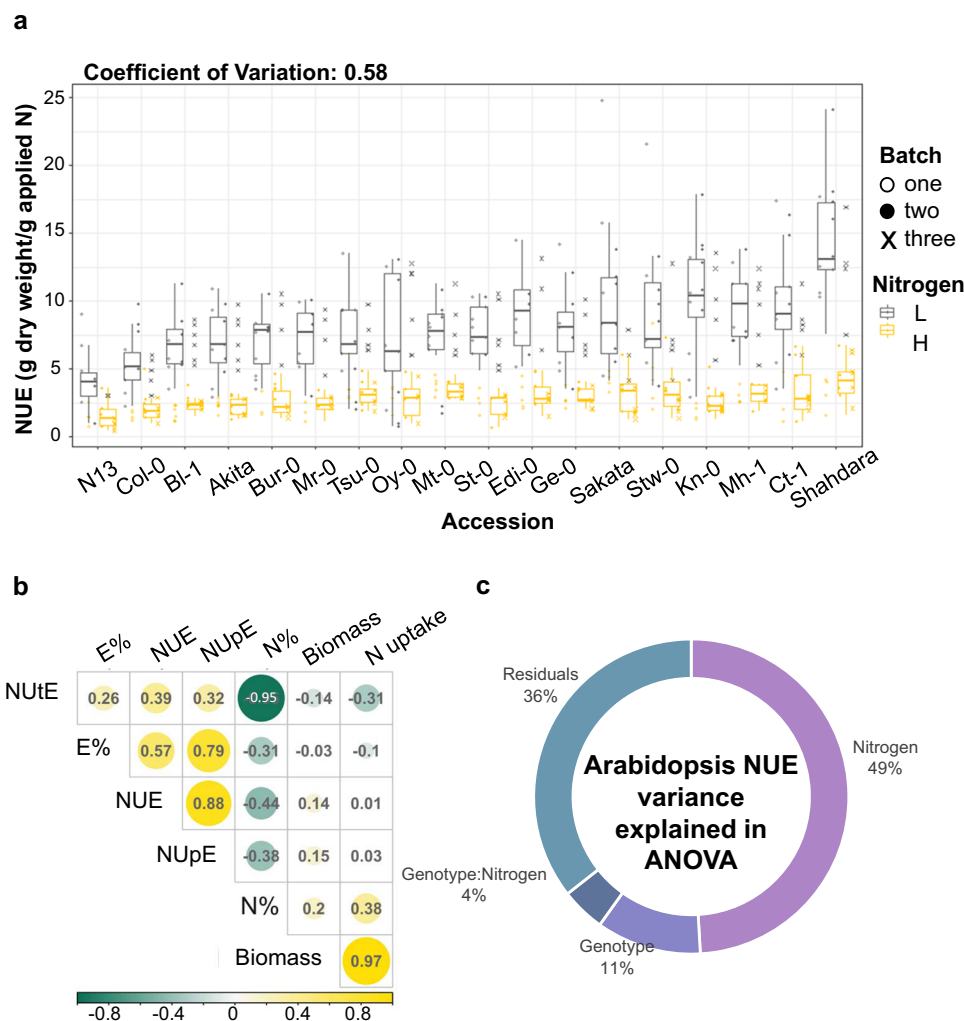 a
Coefficient of Variation: 0.58
NUE (g dry weight/g applied N)
25
20
15
10
5
0
N13 Col-0 Bl-1 Akita Bur-0 Mr-0 Tsu-0 Oy-0 Mt-0 St-0 Edi-0 Ge-0 Sakata Stw-0 Kn-0 Mh-1 Ct-1 Shahdara
Accession
Batch
one
two
three
Nitrogen
L
H
b
E% NUE NUpE N% Biomass N uptake
NUtE 0.26 0.39 0.32 -0.95 -0.14 -0.31
E% 0.57 0.79 -0.31 -0.03 -0.1
NUE 0.88 -0.44 0.14 0.01
NUpE -0.38 0.15 0.03
N% 0.2 0.38
Biomass 0.97
-0.8 -0.4 0 0.4 0.8
c
Residuals
36%
Nitrogen
49%
Arabidopsis NUE
variance
explained in
ANOVA
Genotype:Nitrogen
4%
Genotype
11%